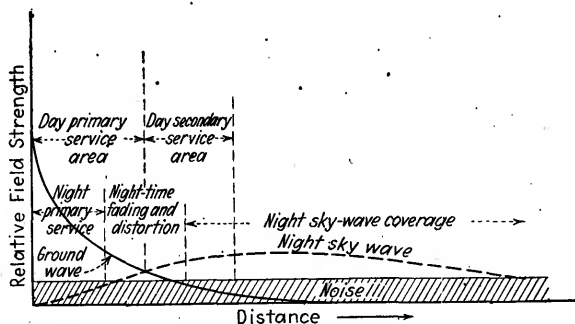 Relative Field Strength
Day primary
service
area
Day secondary
service
area
Night
primary
service
Night-time
fading and
distortion
Night sky-wave coverage
Ground
wave
Night sky wave
Noise
Distance